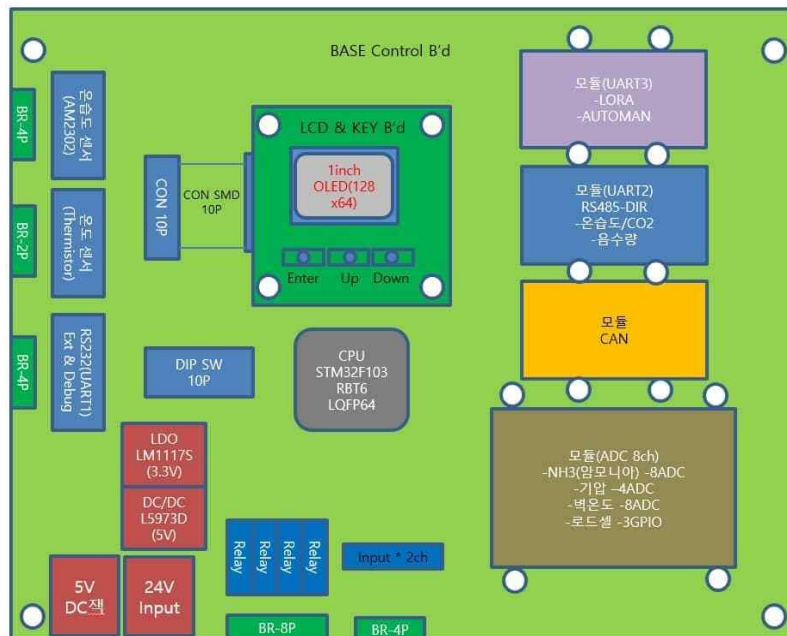 BASE Control B'd
BR-4P
온습도 센서
(AM2302)
BR-2P
온도 센서
(Thermistor)
BR-4P
RS232(UART1)
Ext & Debug
CON 10P
CON SMD
10P
LCD & KEY B'd
1inch
OLED(128
x64)
Enter
Up
Down
모듈(UART3)
-LORA
-AUTOMAN
모듈(UART2)
RS485-DIR
-온습도/CO2
-음수량
모듈
CAN
DIP SW
10P
CPU
STM32F103
RBT6
LQFP64
LDO
LM1117S
(3.3V)
DC/DC
L5973D
(5V)
5V
DC잭
24V
Input
Relay
Relay
Relay
Relay
Input * 2ch
BR-8P
BR-4P
모듈(ADC 8ch)
-NH3(암모니아) -8ADC
-기압 –4ADC
-벽온도 -8ADC
-로드셀 -3GPIO